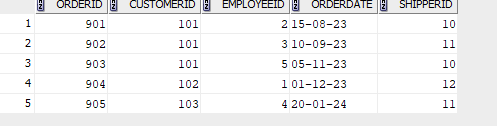 ORDERID CUSTOMERID EMPLOYEEID ORDERDATE SHIPPERID
1 901 101 2 15-08-23 10
2 902 101 3 10-09-23 11
3 903 101 5 05-11-23 10
4 904 102 1 01-12-23 12
5 905 103 4 20-01-24 11